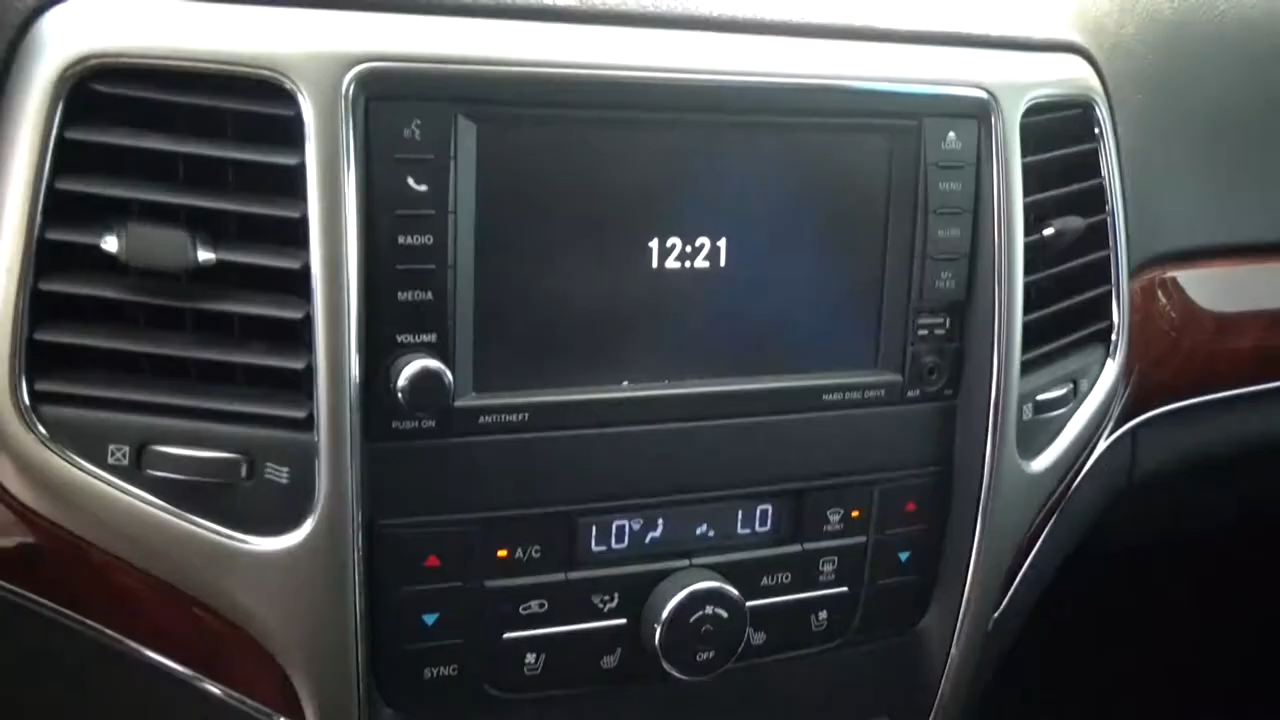 LOAD
MENU
RADIO
12:21
MY
FILES
MEDIA
VOLUME
PUSH ON
ANTITHEFT
HARD DISC DRIVE
AUX
LO
LO
FRONT
A/C
AUTO
REAR
OFF
SYNC